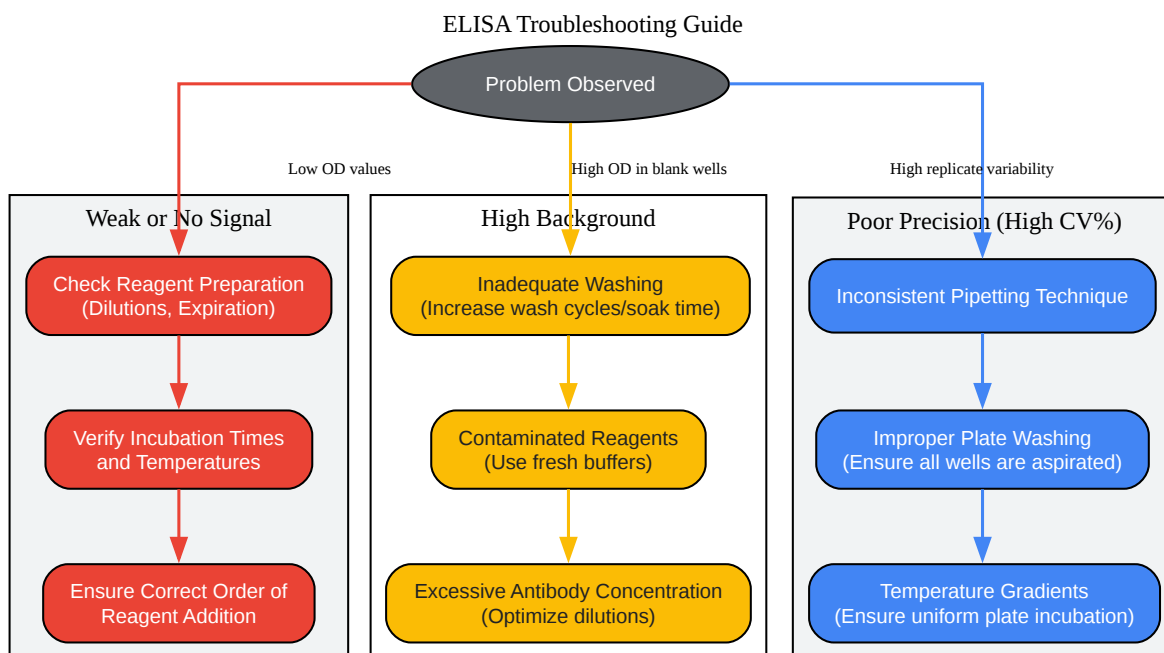 ELISA Troubleshooting Guide
Problem Observed
Low OD values
High OD in blank wells
High replicate variability
Weak or No Signal
Check Reagent Preparation
(Dilutions, Expiration)
Verify Incubation Times
and Temperatures
Ensure Correct Order of
Reagent Addition
High Background
Inadequate Washing
(Increase wash cycles/soak time)
Contaminated Reagents
(Use fresh buffers)
Excessive Antibody Concentration
(Optimize dilutions)
Poor Precision (High CV%)
Inconsistent Pipetting Technique
Improper Plate Washing
(Ensure all wells are aspirated)
Temperature Gradients
(Ensure uniform plate incubation)